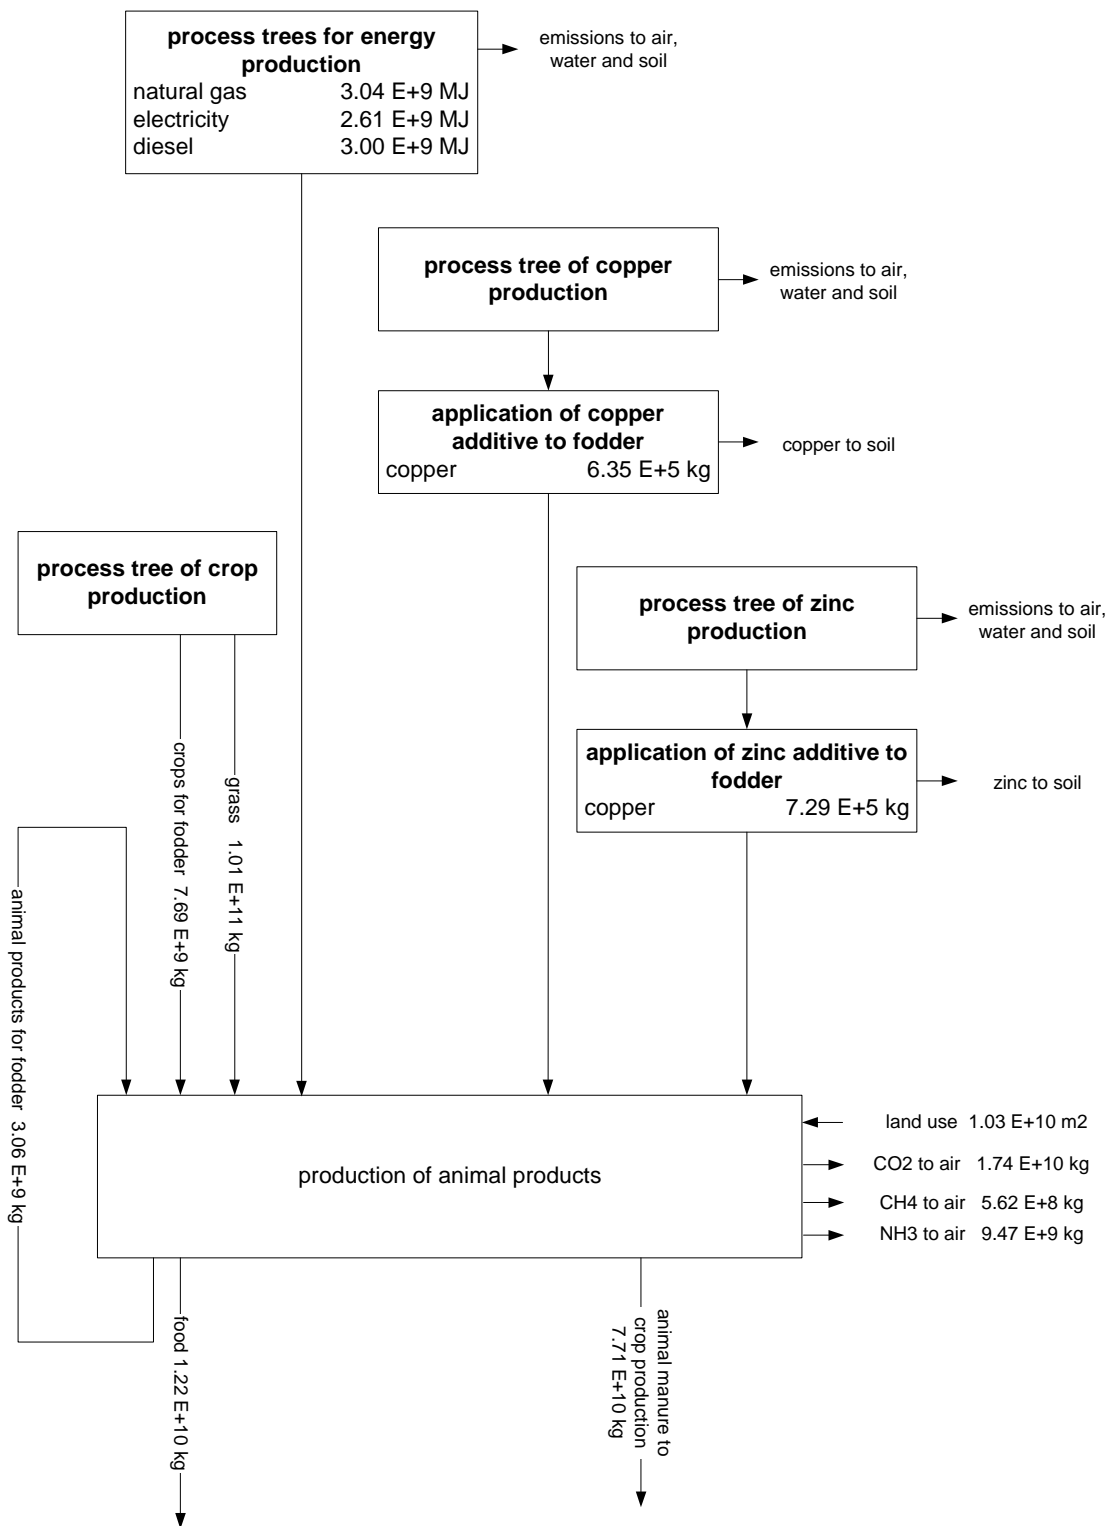 process trees for energy
production
natural gas 3.04 E+9 MJ
electricity 2.61 E+9 MJ
diesel 3.00 E+9 MJ
emissions to air,
water and soil
process tree of copper
production
emissions to air,
water and soil
application of copper
additive to fodder
copper 6.35 E+5 kg
copper to soil
process tree of crop
production
process tree of zinc
production
emissions to air,
water and soil
application of zinc additive to
fodder
copper 7.29 E+5 kg
zinc to soil
animal products for fodder 3.06 E+9 kg
crops for fodder 7.69 E+9 kg
grass 1.01 E+11 kg
production of animal products
land use 1.03 E+10 m2
CO2 to air 1.74 E+10 kg
CH4 to air 5.62 E+8 kg
NH3 to air 9.47 E+9 kg
food 1.22 E+10 kg
animal manure to
crop production
7.71 E+10 kg